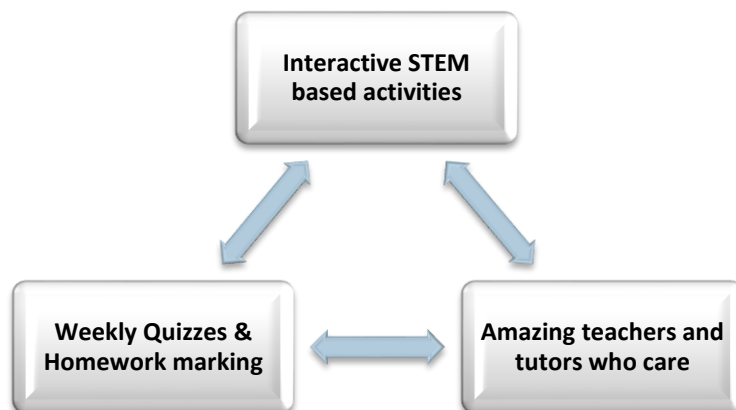 Interactive STEM
based activities
Weekly Quizzes &
Homework marking
Amazing teachers and
tutors who care